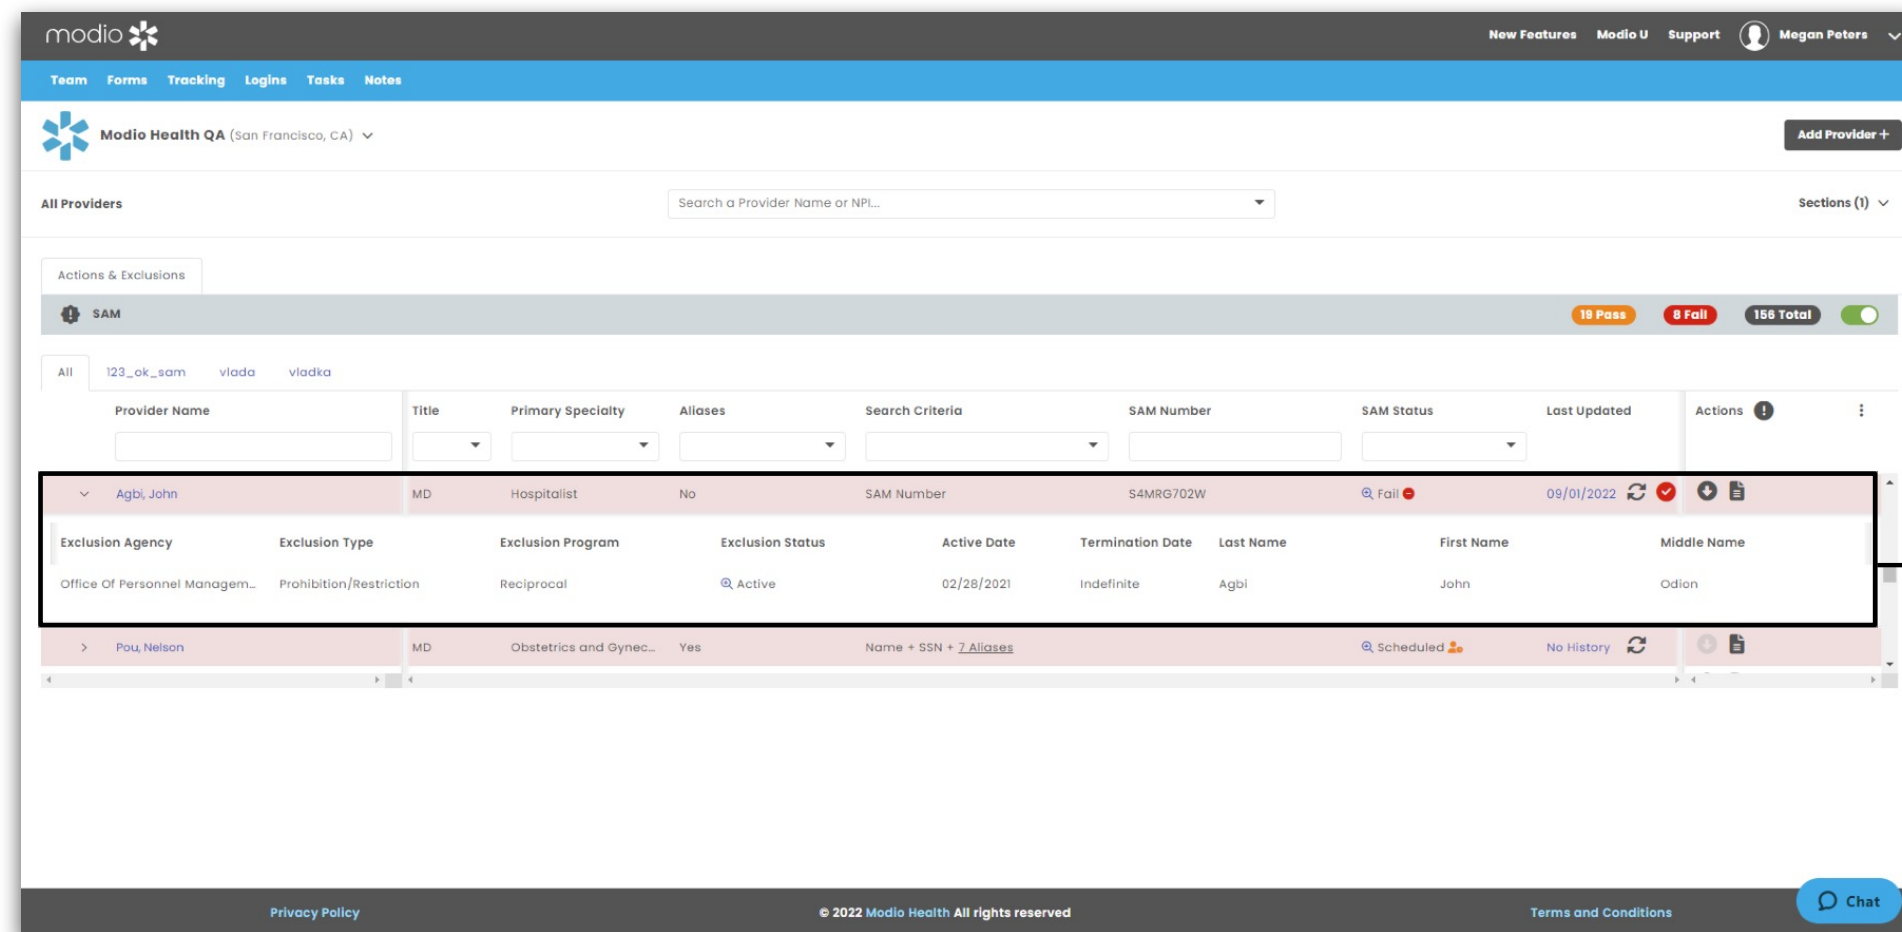 modio
New Features Modio U Support Megan Peters
Team Forms Tracking Logins Tasks Notes
Modio Health QA (San Francisco, CA)
Add Provider +
All Providers
Search a Provider Name or NPI...
Sections (1)
Actions & Exclusions
SAM
19 Pass 8 Fail 156 Total
All 123_ok_sam vlada vladka
Provider Name Title Primary Specialty Aliases Search Criteria SAM Number SAM Status Last Updated Actions
Agbi, John MD Hospitalist No SAM Number S4MRG702W Fail 09/01/2022
Exclusion Agency Exclusion Type Exclusion Program Exclusion Status Active Date Termination Date Last Name First Name Middle Name
Office Of Personnel Managem... Prohibition/Restriction Reciprocal Active 02/28/2021 Indefinite Agbi John Odion
Pou, Nelson MD Obstetrics and Gynec... Yes Name + SSN + 7 Aliases Scheduled No History
Privacy Policy © 2022 Modio Health All rights reserved Terms and Conditions
Chat